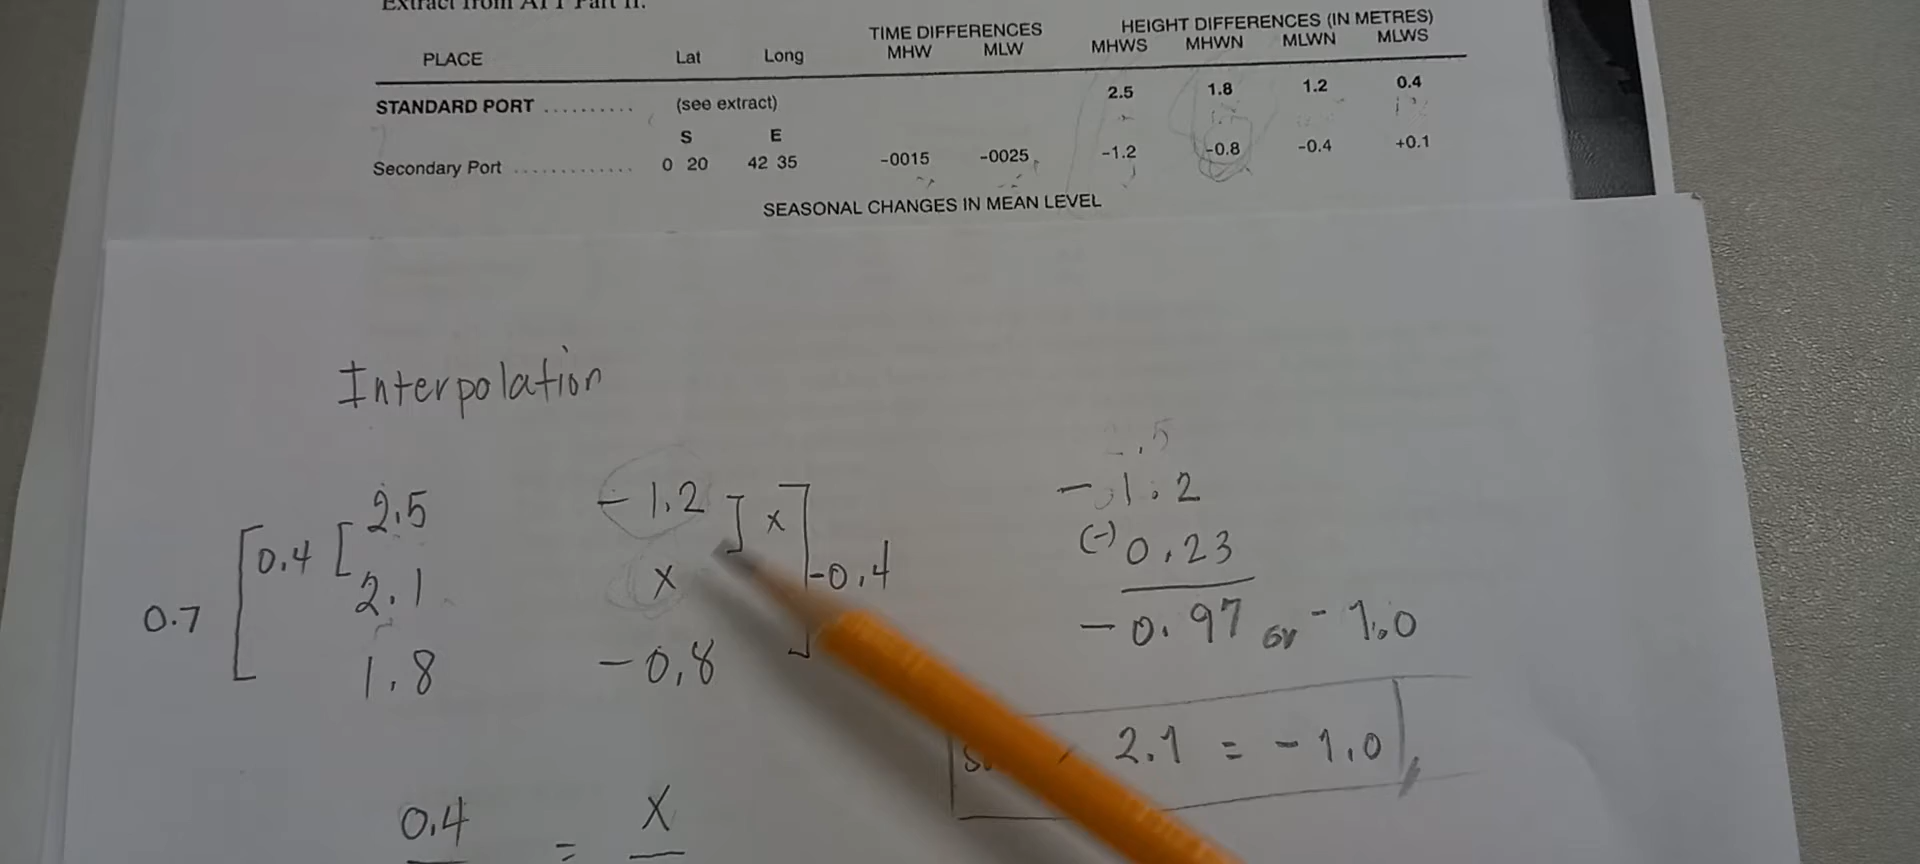 Extract from ATT Part II.
TIME DIFFERENCES HEIGHT DIFFERENCES (IN METRES)
PLACE Lat Long MHW MLW MHWS MHWN MLWN MLWS
STANDARD PORT .......... (see extract) 2.5 1.8 1.2 0.4
S E
Secondary Port ............. 0 20 42 35 -0015 -0025 -1.2 -0.8 -0.4 +0.1
SEASONAL CHANGES IN MEAN LEVEL
Interpolation
0.7 [ 0.4 [ 2.5
2.1
1.8
-1.2 ] x ] -0.4
x
-0.8
0.4 = x
-1.2
(-) 0.23
-0.97 or -1.0
2.1 = -1.0